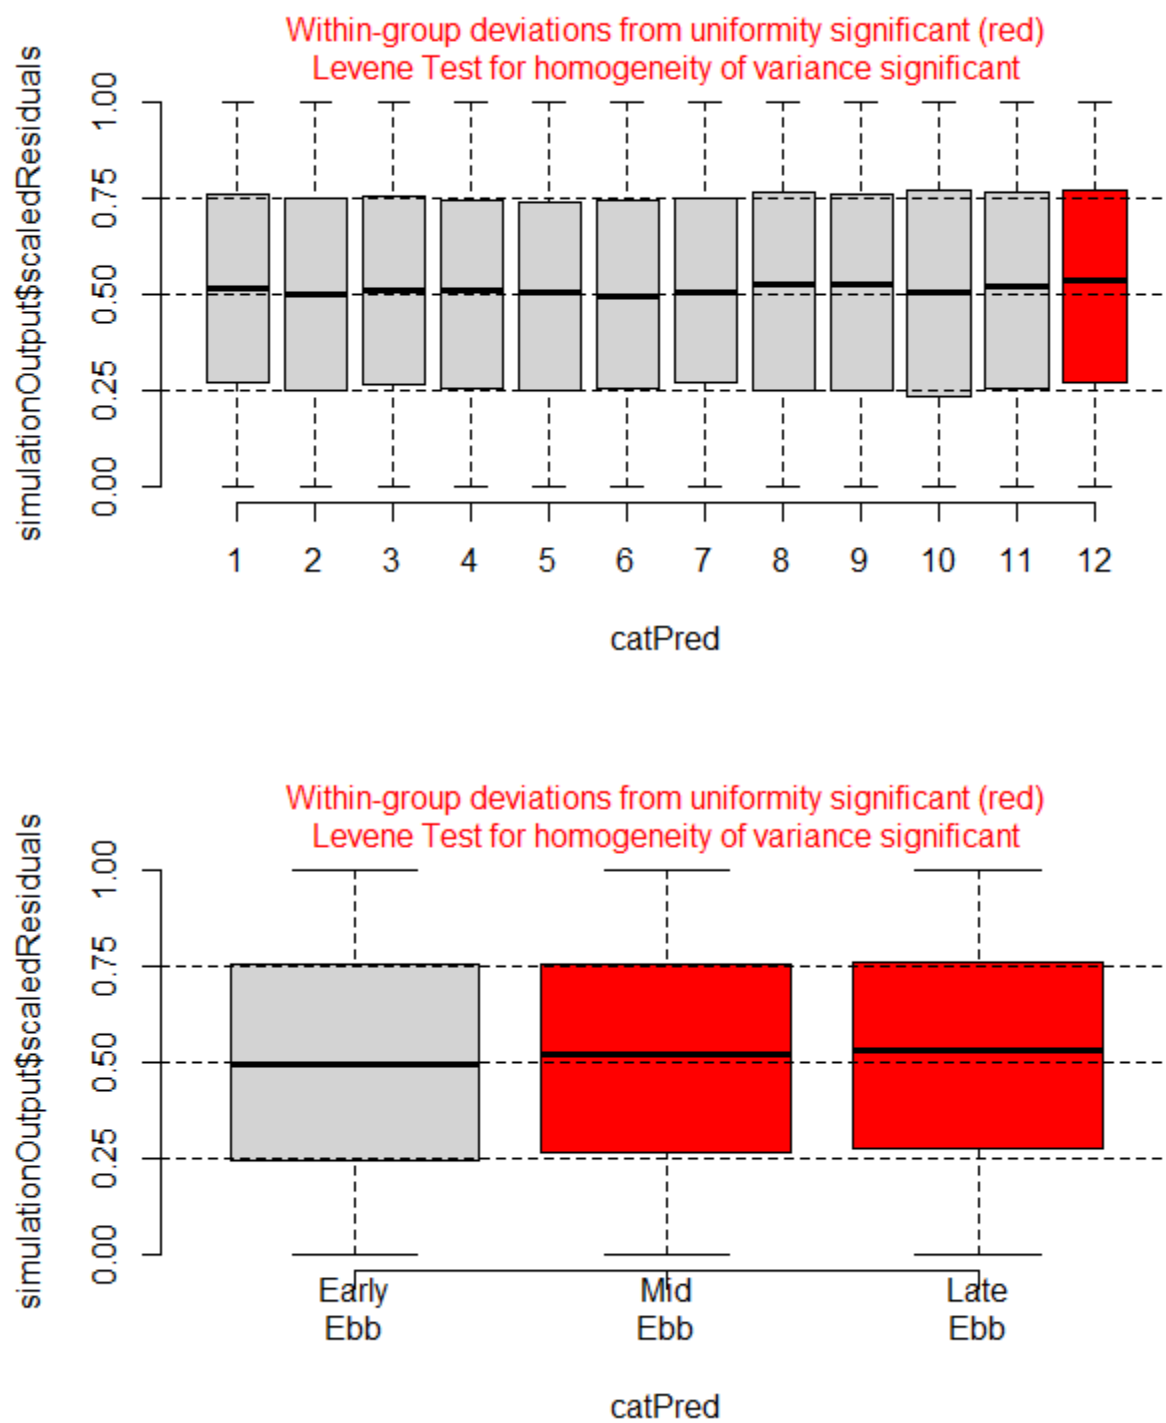 Within-group deviations from uniformity significant (red)
Levene Test for homogeneity of variance significant
simulationOutput$scaledResiduals
1.00
0.75
0.50
0.25
0.00
1 2 3 4 5 6 7 8 9 10 11 12
catPred
Within-group deviations from uniformity significant (red)
Levene Test for homogeneity of variance significant
simulationOutput$scaledResiduals
1.00
0.75
0.50
0.25
0.00
Early Mid Late
Ebb Ebb Ebb
catPred